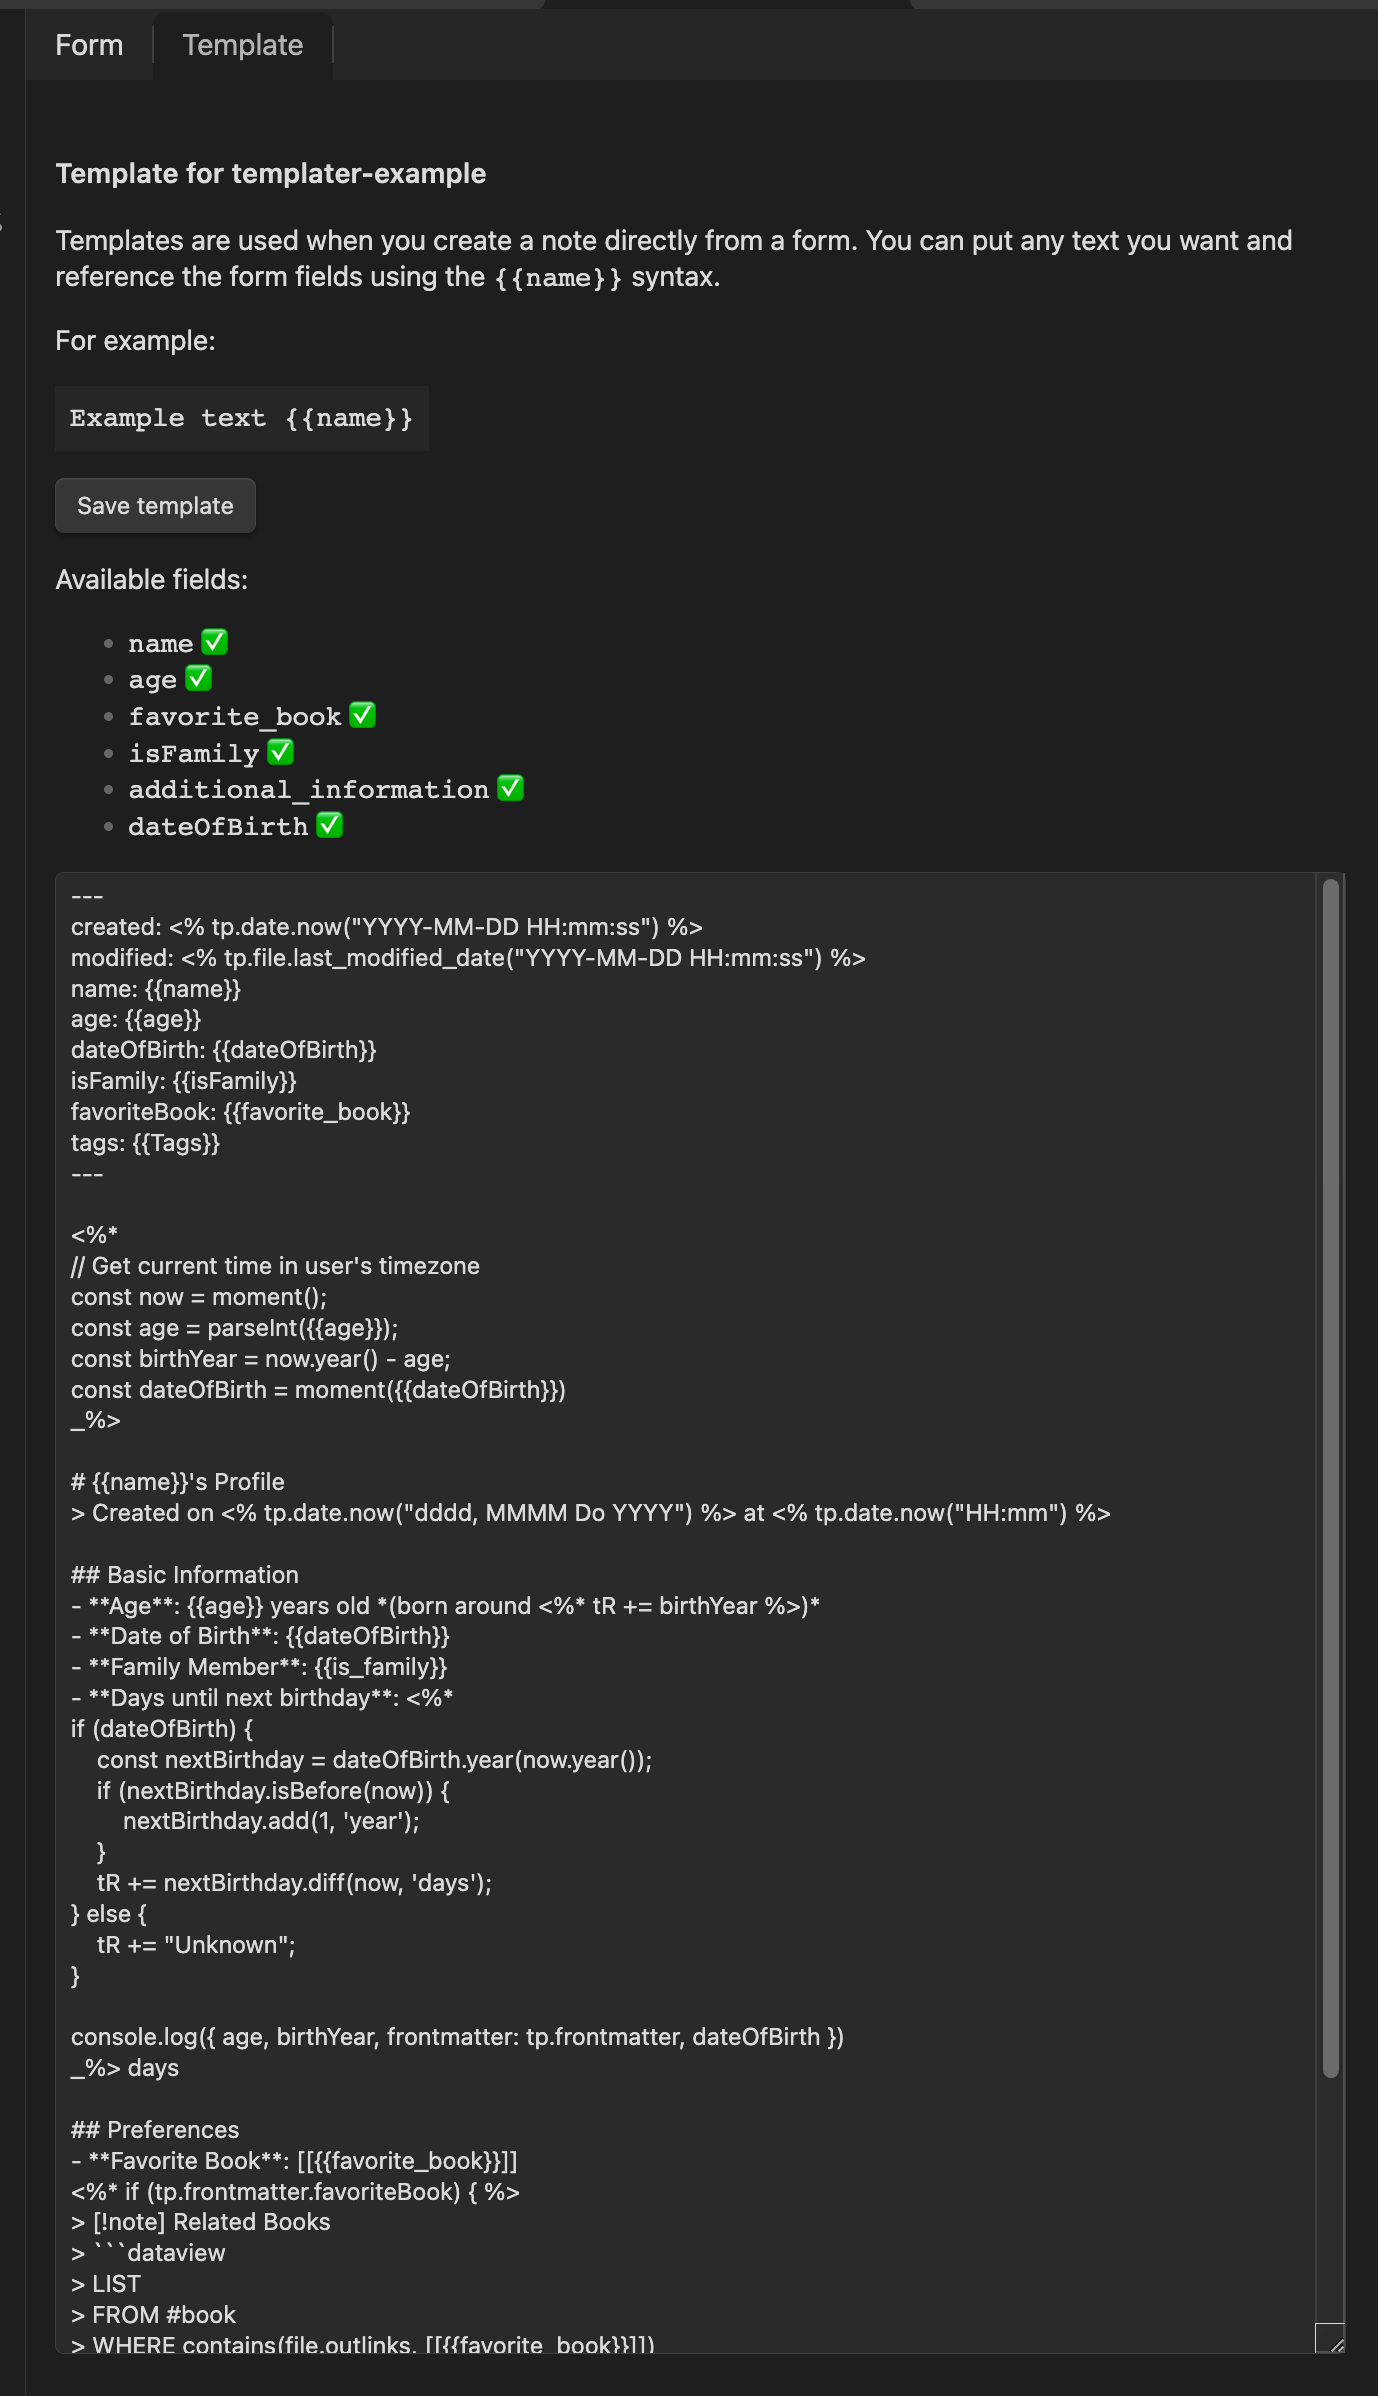 Form
Template
Template for templater-example
Templates are used when you create a note directly from a form. You can put any text you want and
reference the form fields using the {{name}} syntax.
For example:
Example text {{name}}
Save template
Available fields:
name ✅
age ✅
favorite_book ✅
isFamily ✅
additional_information ✅
dateOfBirth ✅
---
created: <% tp.date.now("YYYY-MM-DD HH:mm:ss") %>
modified: <% tp.file.last_modified_date("YYYY-MM-DD HH:mm:ss") %>
name: {{name}}
age: {{age}}
dateOfBirth: {{dateOfBirth}}
isFamily: {{isFamily}}
favoriteBook: {{favorite_book}}
tags: {{Tags}}
---
<%*
// Get current time in user's timezone
const now = moment();
const age = parseInt({{age}});
const birthYear = now.year() - age;
const dateOfBirth = moment({{dateOfBirth}})
_%>
# {{name}}'s Profile
> Created on <% tp.date.now("dddd, MMMM Do YYYY") %> at <% tp.date.now("HH:mm") %>
## Basic Information
- **Age**: {{age}} years old *(born around <%* tR += birthYear %>)*
- **Date of Birth**: {{dateOfBirth}}
- **Family Member**: {{is_family}}
- **Days until next birthday**: <%*
if (dateOfBirth) {
    const nextBirthday = dateOfBirth.year(now.year());
    if (nextBirthday.isBefore(now)) {
        nextBirthday.add(1, 'year');
    }
    tR += nextBirthday.diff(now, 'days');
} else {
    tR += "Unknown";
}
console.log({ age, birthYear, frontmatter: tp.frontmatter, dateOfBirth })
_%> days
## Preferences
- **Favorite Book**: [[{{favorite_book}}]]
<%* if (tp.frontmatter.favoriteBook) { %>
> [!note] Related Books
> ```dataview
> LIST
> FROM #book
> WHERE contains(file.outlinks, [[{{favorite_book}}]])